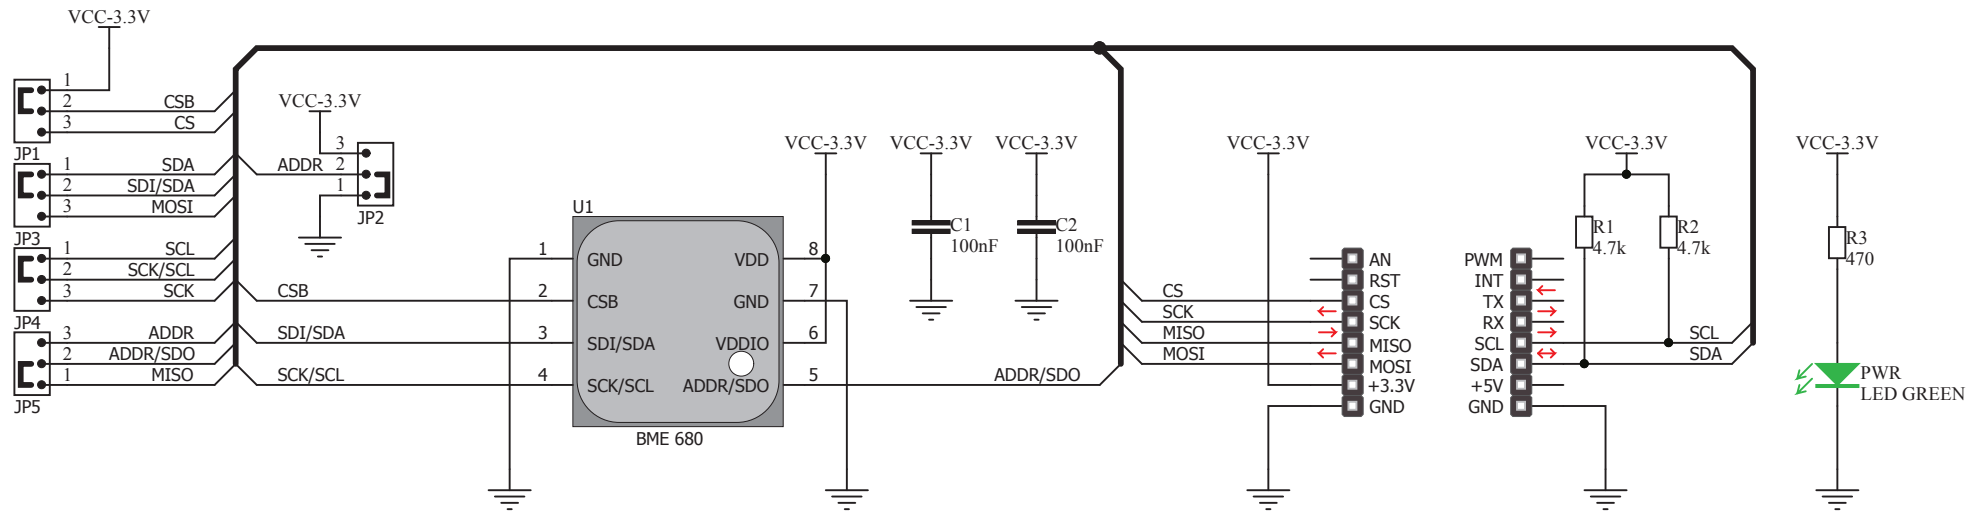 VCC-3.3V
1
2 CSB
3 CS
JP1
1 SDA
2 SDI/SDA
3 MOSI
JP3
1 SCL
2 SCK/SCL
3 SCK
JP4
3 ADDR
2 ADDR/SDO
1 MISO
JP5
VCC-3.3V
3
ADDR 2
1
JP2
CSB
SDI/SDA
SCK/SCL
U1
1 GND VDD 8
2 CSB GND 7
3 SDI/SDA VDDIO 6
4 SCK/SCL ADDR/SDO 5
BME 680
ADDR/SDO
VCC-3.3V
VCC-3.3V
C1
100nF
VCC-3.3V
C2
100nF
CS
SCK
MISO
MOSI
VCC-3.3V
AN
RST
CS
SCK
MISO
MOSI
+3.3V
GND
PWM
INT
TX
RX
SCL
SDA
+5V
GND
VCC-3.3V
R1
4.7k
R2
4.7k
SCL
SDA
VCC-3.3V
R3
470
PWR
LED GREEN